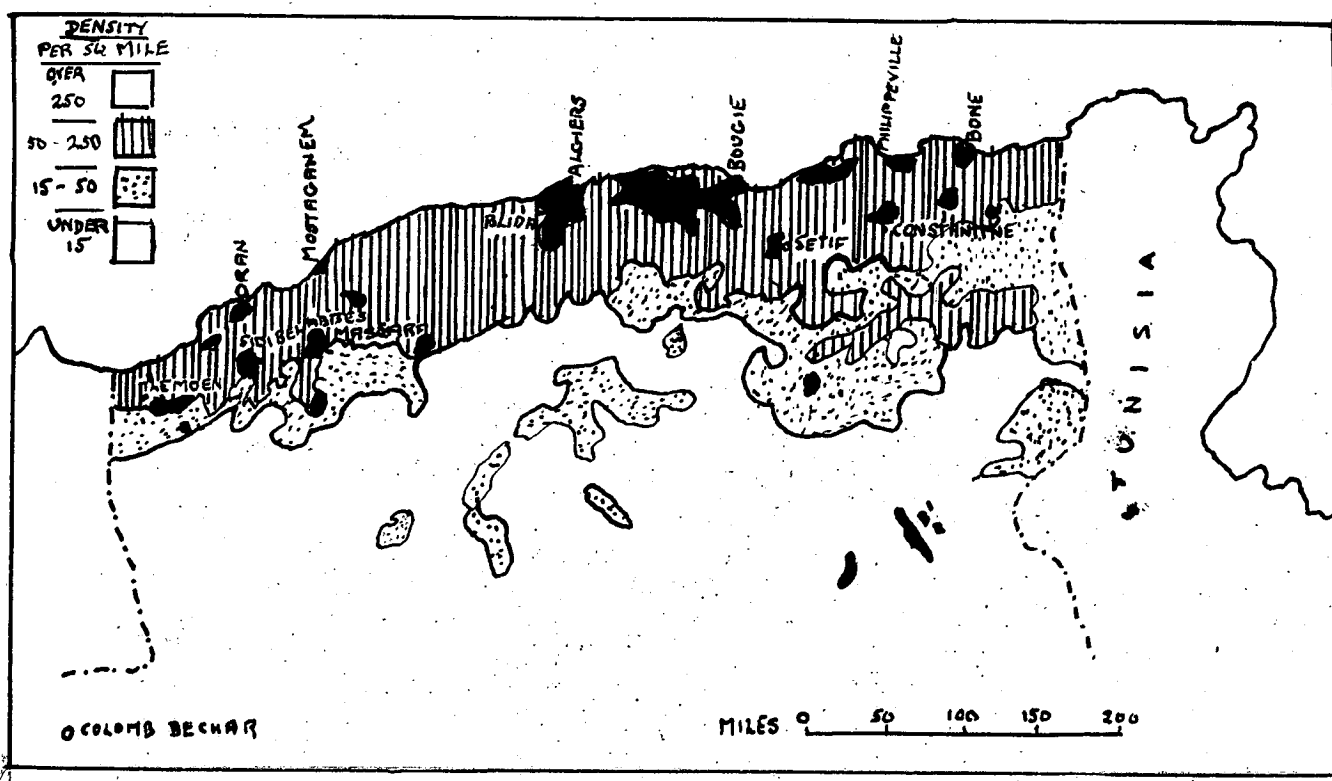 DENSITY
PER SQ MILE
OVER
250
50 - 250
15 - 50
UNDER
15
ORAN
MOSTAGANEM
ALGIERS
BOUGIE
PHILIPPEVILLE
BONE
BLIDA
SETIF
CONSTANTINE
SIDI BEL ABBES
MASCARA
TLEMCEN
TUNISIA
COLOMB BECHAR
MILES 0 50 100 150 200